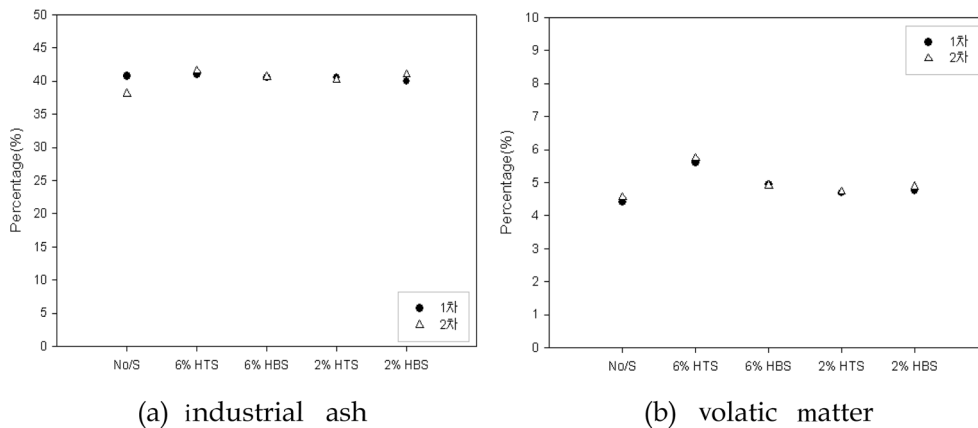 Percentage(%)
50
45
40
35
30
25
20
15
10
5
0
1차
2차
No/S 6% HTS 6% HBS 2% HTS 2% HBS
(a) industrial ash
Percentage(%)
10
9
8
7
6
5
4
3
2
1
0
1차
2차
No/S 6% HTS 6% HBS 2% HTS 2% HBS
(b) volatic matter